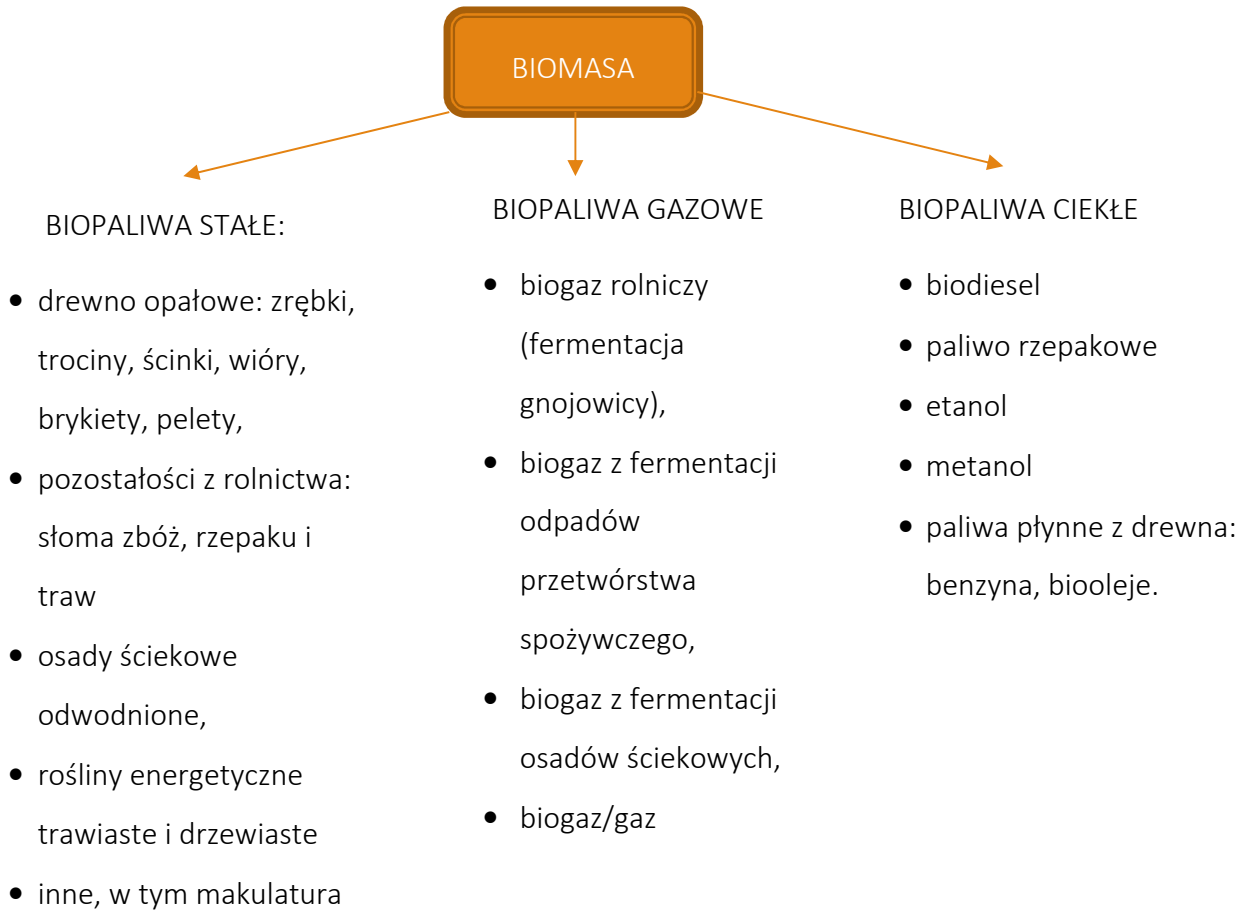 BIOMASA
BIOPALIWA STAŁE:
• drewno opałowe: zrębki,
trociny, ścinki, wióry,
brykiety, pelety,
• pozostałości z rolnictwa:
słoma zbóż, rzepaku i
traw
• osady ściekowe
odwodnione,
• rośliny energetyczne
trawiaste i drzewiaste
• inne, w tym makulatura
BIOPALIWA GAZOWE
• biogaz rolniczy
(fermentacja
gnojowicy),
• biogaz z fermentacji
odpadów
przetwórstwa
spożywczego,
• biogaz z fermentacji
osadów ściekowych,
• biogaz/gaz
BIOPALIWA CIEKŁE
• biodiesel
• paliwo rzepakowe
• etanol
• metanol
• paliwa płynne z drewna:
benzyna, biooleje.